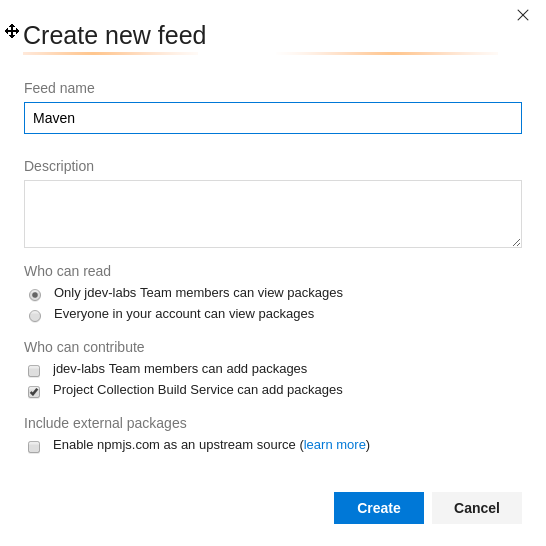 Create new feed
Feed name
Maven
Description
Who can read
Only jdev-labs Team members can view packages
Everyone in your account can view packages
Who can contribute
jdev-labs Team members can add packages
Project Collection Build Service can add packages
Include external packages
Enable npmjs.com as an upstream source (learn more)
Create Cancel